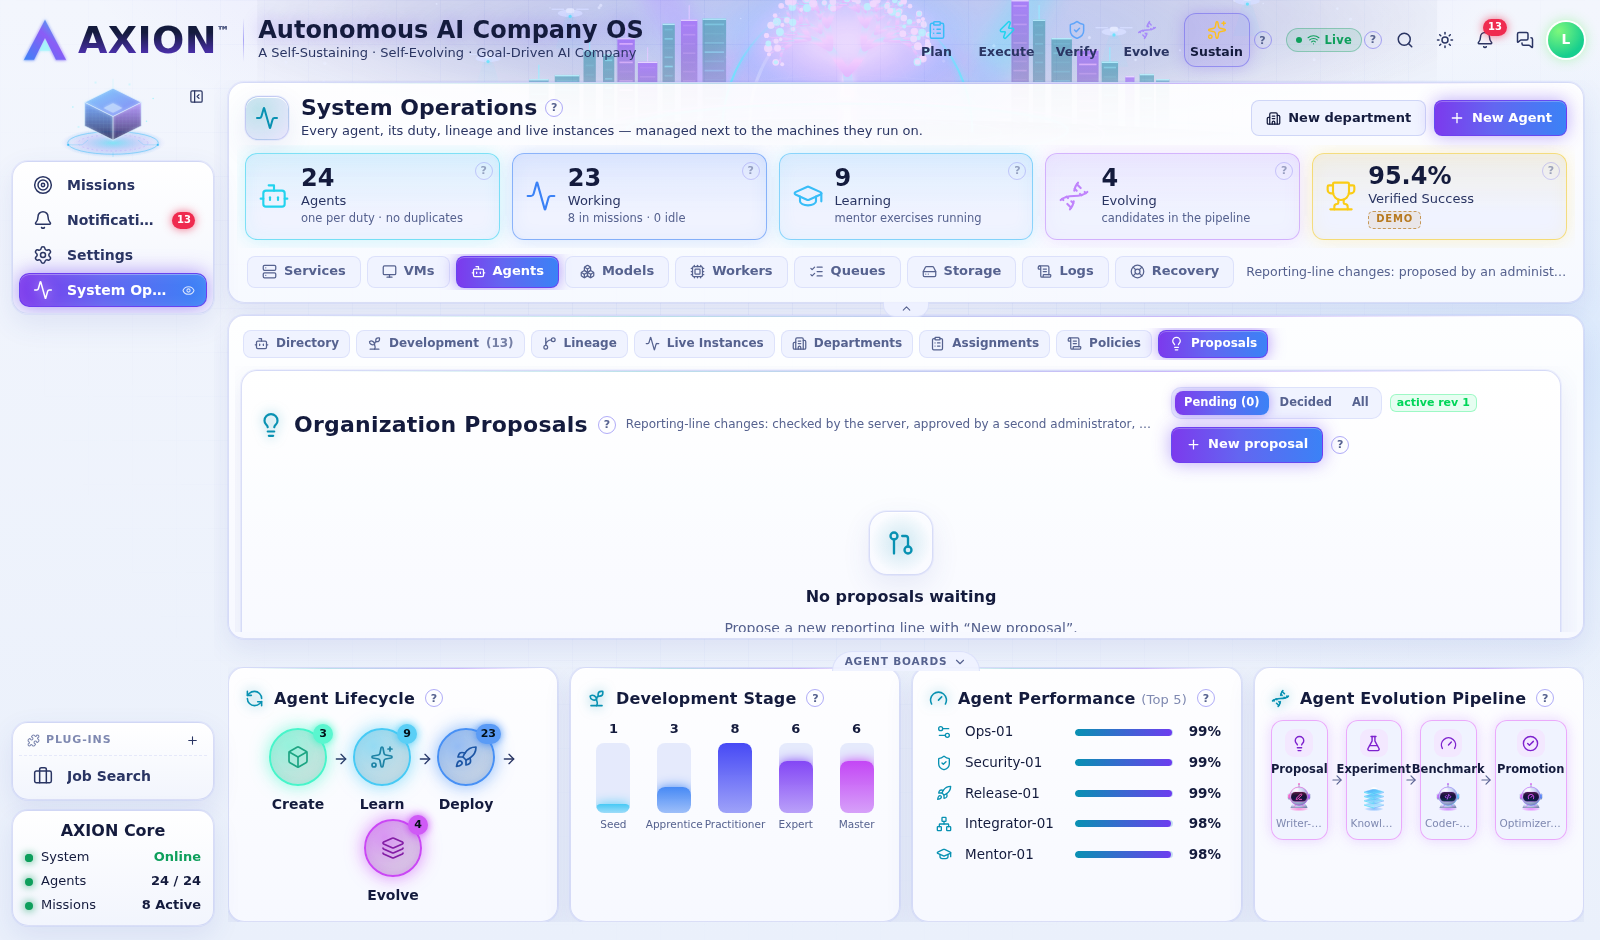 AXION™
Autonomous AI Company OS
A Self-Sustaining · Self-Evolving · Goal-Driven AI Company
Plan
Execute
Verify
Evolve
Sustain
?
Live
?
13
L
Missions
Notificati...
13
Settings
System Op...
PLUG-INS
+
Job Search
AXION Core
System Online
Agents 24 / 24
Missions 8 Active
System Operations ?
Every agent, its duty, lineage and live instances — managed next to the machines they run on.
New department
+ New Agent
24
Agents
one per duty · no duplicates
?
23
Working
8 in missions · 0 idle
?
9
Learning
mentor exercises running
?
4
Evolving
candidates in the pipeline
?
95.4%
Verified Success
DEMO
?
Services
VMs
Agents
Models
Workers
Queues
Storage
Logs
Recovery
Reporting-line changes: proposed by an administ...
Directory
Development (13)
Lineage
Live Instances
Departments
Assignments
Policies
Proposals
Organization Proposals ?
Reporting-line changes: checked by the server, approved by a second administrator, ...
Pending (0)
Decided
All
active rev 1
+ New proposal
?
No proposals waiting
Propose a new reporting line with “New proposal”.
AGENT BOARDS
Agent Lifecycle ?
3
Create
9
Learn
23
Deploy
4
Evolve
Development Stage ?
1 3 8 6 6
Seed Apprentice Practitioner Expert Master
Agent Performance (Top 5) ?
Ops-01 99%
Security-01 99%
Release-01 99%
Integrator-01 98%
Mentor-01 98%
Agent Evolution Pipeline ?
Proposal
Writer-...
Experiment
Knowl...
Benchmark
Coder-...
Promotion
Optimizer...